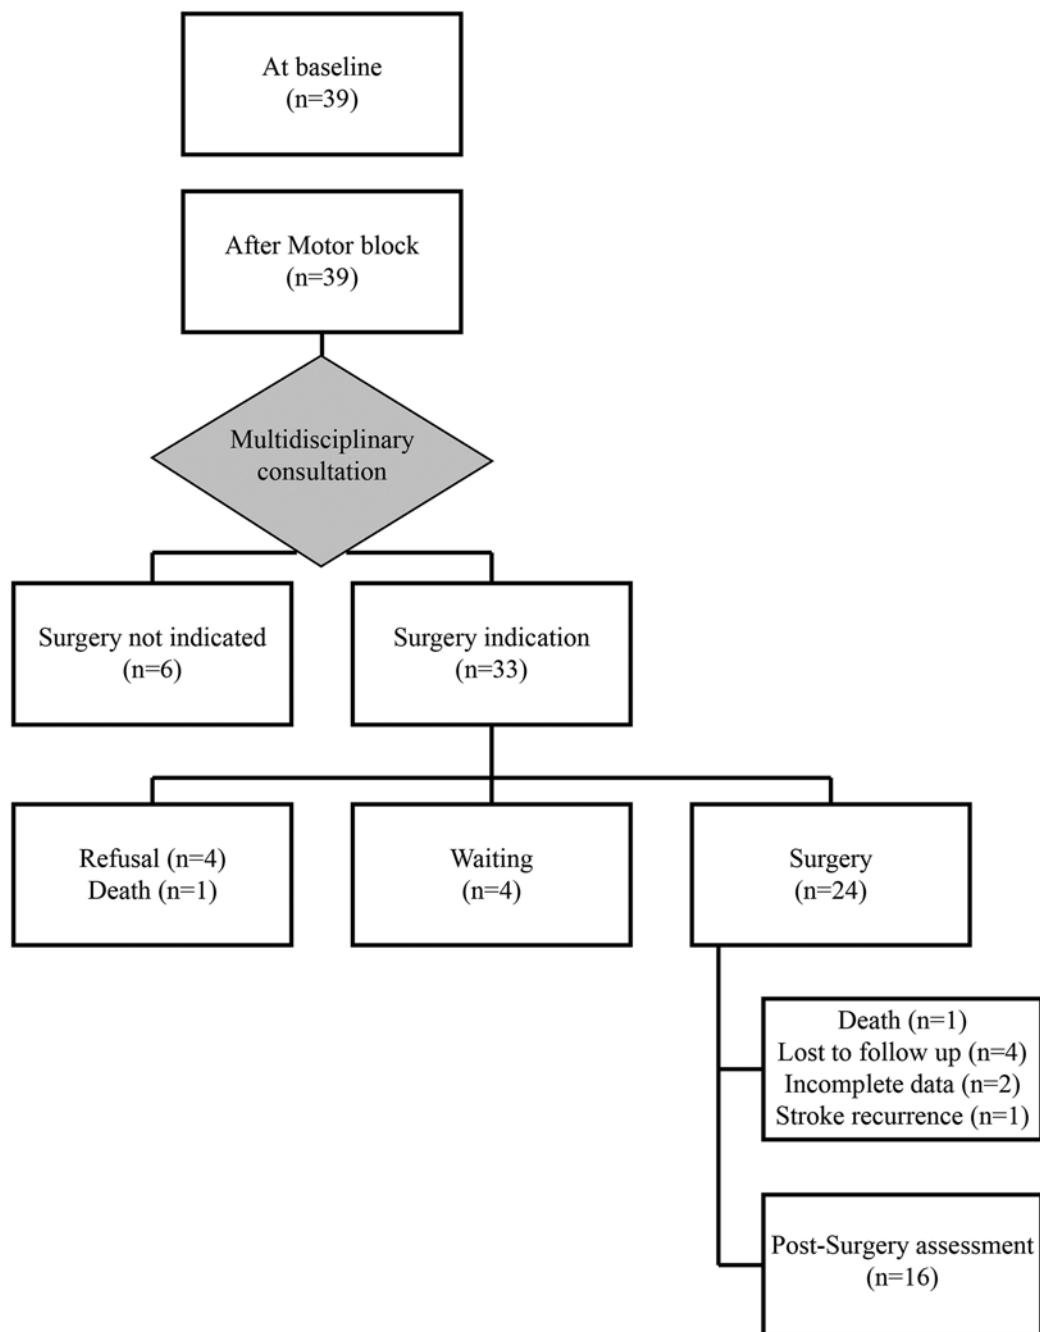 At baseline
(n=39)
After Motor block
(n=39)
Multidisciplinary
consultation
Surgery not indicated
(n=6)
Surgery indication
(n=33)
Refusal (n=4)
Death (n=1)
Waiting
(n=4)
Surgery
(n=24)
Death (n=1)
Lost to follow up (n=4)
Incomplete data (n=2)
Stroke recurrence (n=1)
Post-Surgery assessment
(n=16)